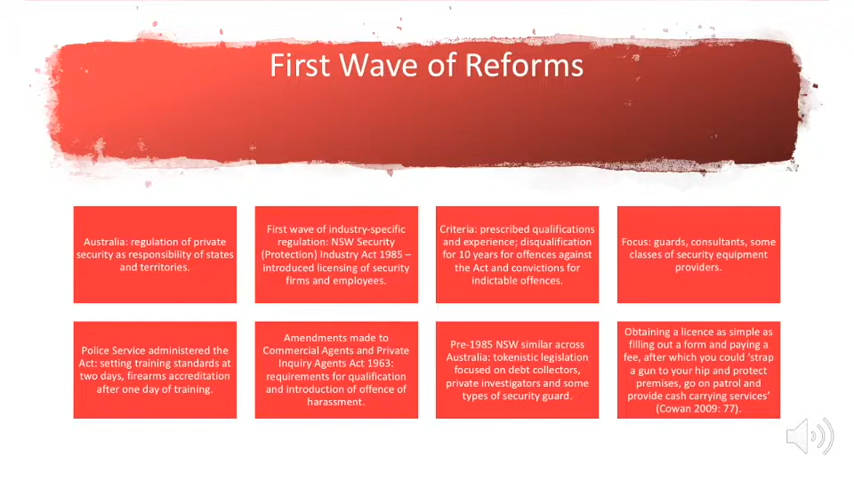 First Wave of Reforms
Australia: regulation of private
security as responsibility of states
and territories.
First wave of industry-specific
regulation: NSW Security
(Protection) Industry Act 1985 –
introduced licensing of security
firms and employees.
Criteria: prescribed qualifications
and experience; disqualification
for 10 years for offences against
the Act and convictions for
indictable offences.
Focus: guards, consultants, some
classes of security equipment
providers.
Police Service administered the
Act: setting training standards at
two days, firearms accreditation
after one day of training.
Amendments made to
Commercial Agents and Private
Inquiry Agents Act 1963:
requirements for qualification
and introduction of offence of
harassment.
Pre-1985 NSW similar across
Australia: tokenistic legislation
focused on debt collectors,
private investigators and some
types of security guard.
Obtaining a licence as simple as
filling out a form and paying a
fee, after which you could ‘strap
a gun to your hip and protect
premises, go on patrol and
provide cash carrying services’
(Cowan 2009: 77).